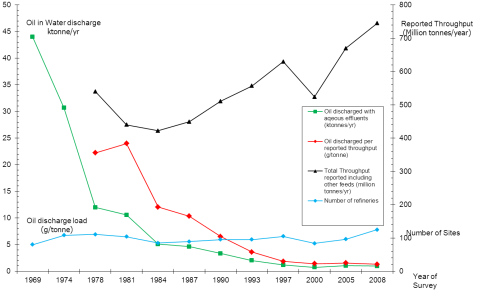 Oil in Water discharge
ktonne/yr
Reported Throughput
(Million tonnes/year)
50
45
40
35
30
25
20
15
10
5
0
800
700
600
500
400
300
200
100
0
Oil discharged with
aqeous effluents
(ktonnes/yr)
Oil discharged per
reported throughput
(g/tonne)
Total Throughput
reported including
other feeds (million
tonnes/yr)
Number of refineries
Oil discharge load
(g/tonne)
Number of Sites
1969 1974 1978 1981 1984 1987 1990 1993 1997 2000 2005 2008
Year of
Survey